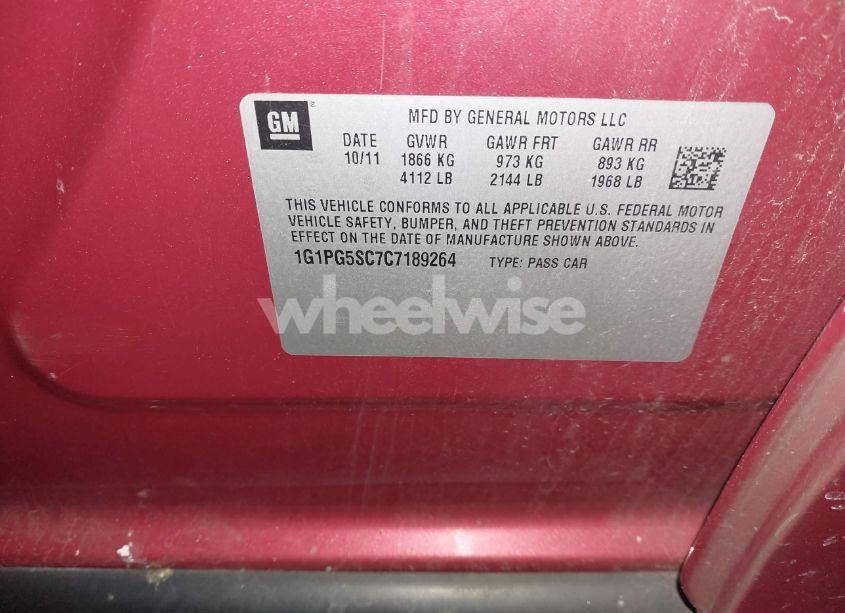 GM
MFD BY GENERAL MOTORS LLC
DATE GVWR GAWR FRT GAWR RR
10/11 1866 KG 973 KG 893 KG
4112 LB 2144 LB 1968 LB
THIS VEHICLE CONFORMS TO ALL APPLICABLE U.S. FEDERAL MOTOR
VEHICLE SAFETY, BUMPER, AND THEFT PREVENTION STANDARDS IN
EFFECT ON THE DATE OF MANUFACTURE SHOWN ABOVE.
1G1PG5SC7C7189264 TYPE: PASS CAR
wheelwise